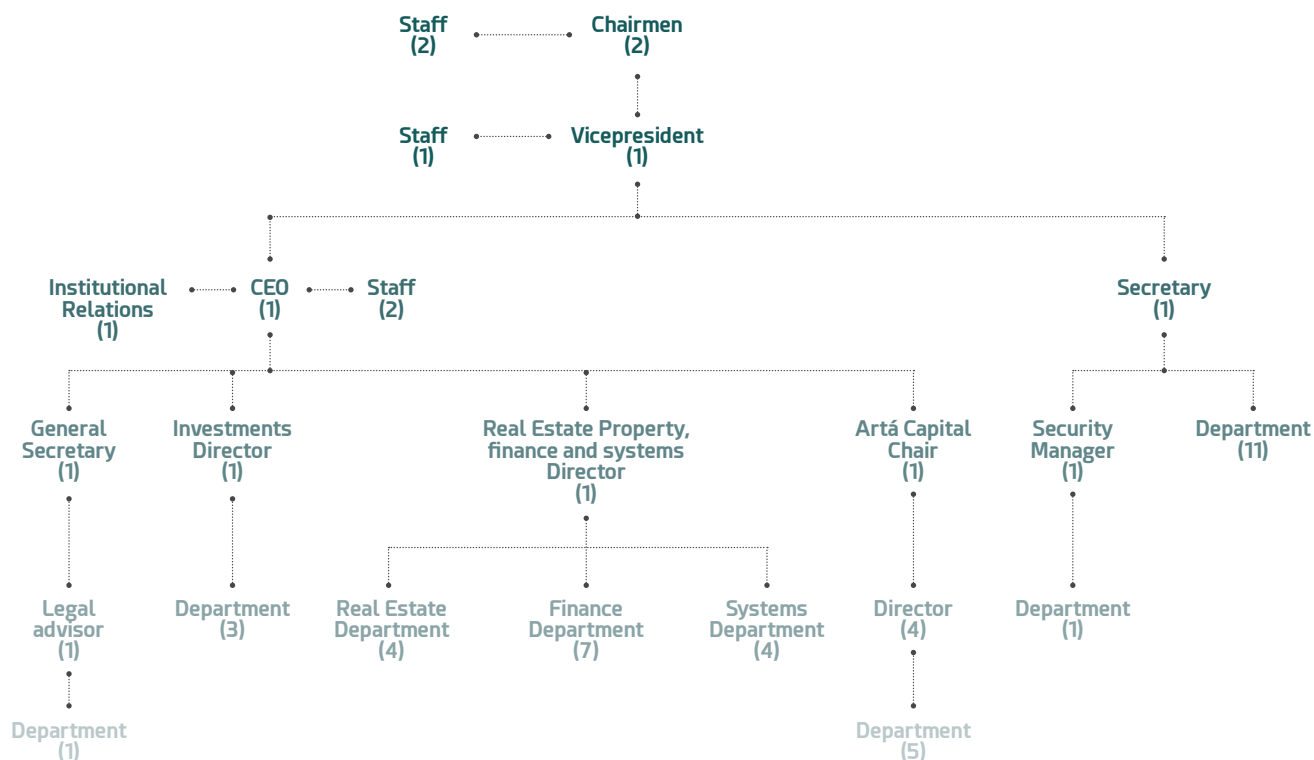 Staff
(2)
Chairmen
(2)
Staff
(1)
Vicepresident
(1)
Institutional
Relations
(1)
CEO
(1)
Staff
(2)
Secretary
(1)
General
Secretary
(1)
Investments
Director
(1)
Real Estate Property,
finance and systems
Director
(1)
Artá Capital
Chair
(1)
Security
Manager
(1)
Department
(11)
Legal
advisor
(1)
Department
(3)
Real Estate
Department
(4)
Finance
Department
(7)
Systems
Department
(4)
Director
(4)
Department
(1)
Department
(1)
Department
(5)